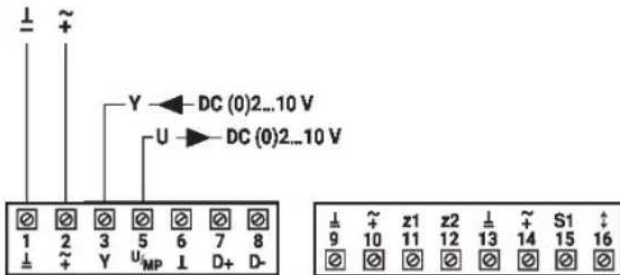 ⊥ ~
− +
Y DC (0)2...10 V
U DC (0)2...10 V
1 2 3 5 6 7 8
⊥ ~+ Y U/MP ⊥ D+ D-
⊥ ~+ z1 z2 ⊥ ~+ S1 ↕
9 10 11 12 13 14 15 16